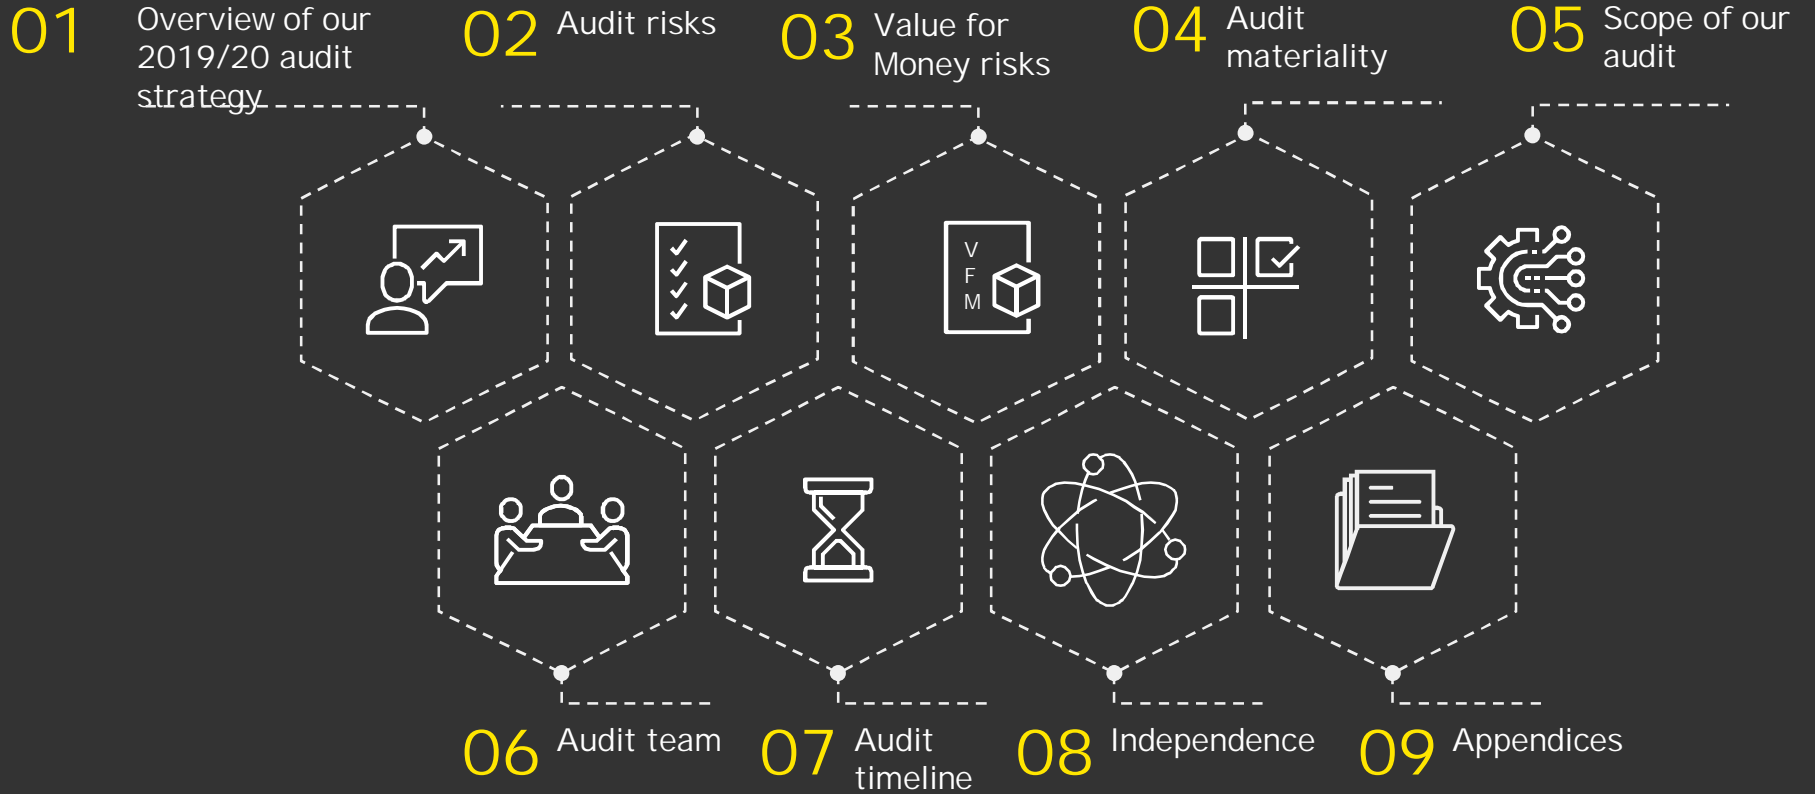 01
Overview of our
2019/20 audit
strategy
02
Audit risks
03
Value for
Money risks
04
Audit
materiality
05
Scope of our
audit
V
F
M
06
Audit team
07
Audit
timeline
08
Independence
09
Appendices